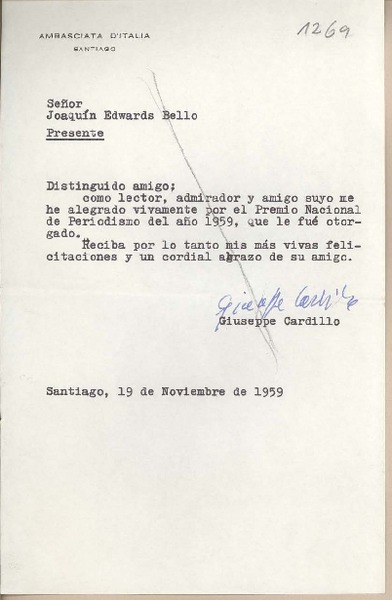 AMBASCIATA D'ITALIA
SANTIAGO
1269
Señor
Joaquín Edwards Bello
Presente
Distinguido amigo;
como lector, admirador y amigo suyo me
he alegrado vivamente por el Premio Nacional
de Periodismo del año 1959, que le fué otor-
gado.
Reciba por lo tanto mis más vivas feli-
citaciones y un cordial abrazo de su amigo.
Giuseppe Cardillo
Giuseppe Cardillo
Santiago, 19 de Noviembre de 1959